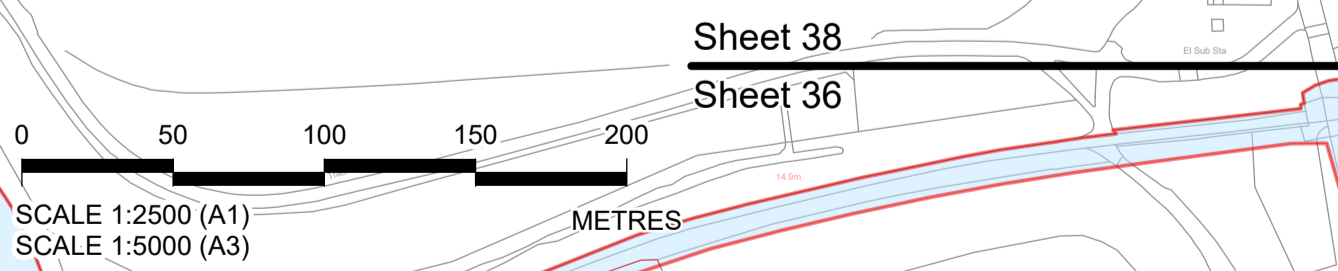 Sheet 38
El Sub Sta
Sheet 36
0 50 100 150 200
14.9m
SCALE 1:2500 (A1)
METRES
SCALE 1:5000 (A3)